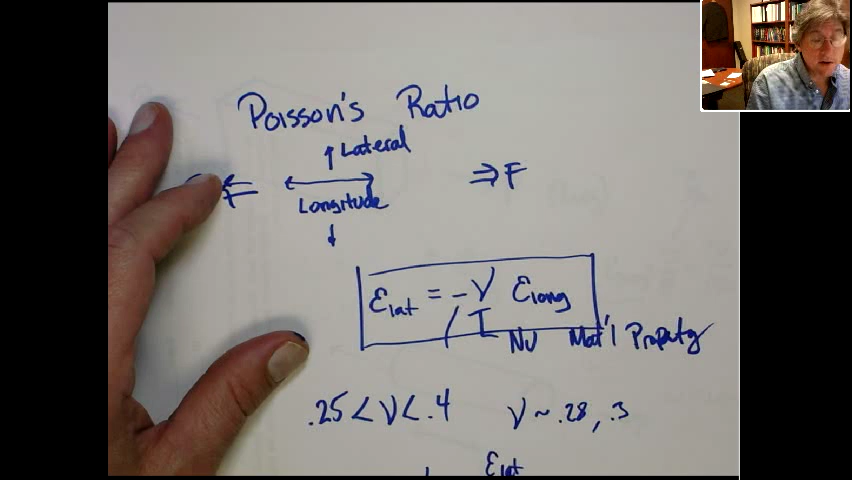 Poisson's Ratio
Lateral
F
F
Longitude
εlat = -ν εlong
Nu Mat'l Property
.25 < ν < .4 ν ~ .28, .3
εlat